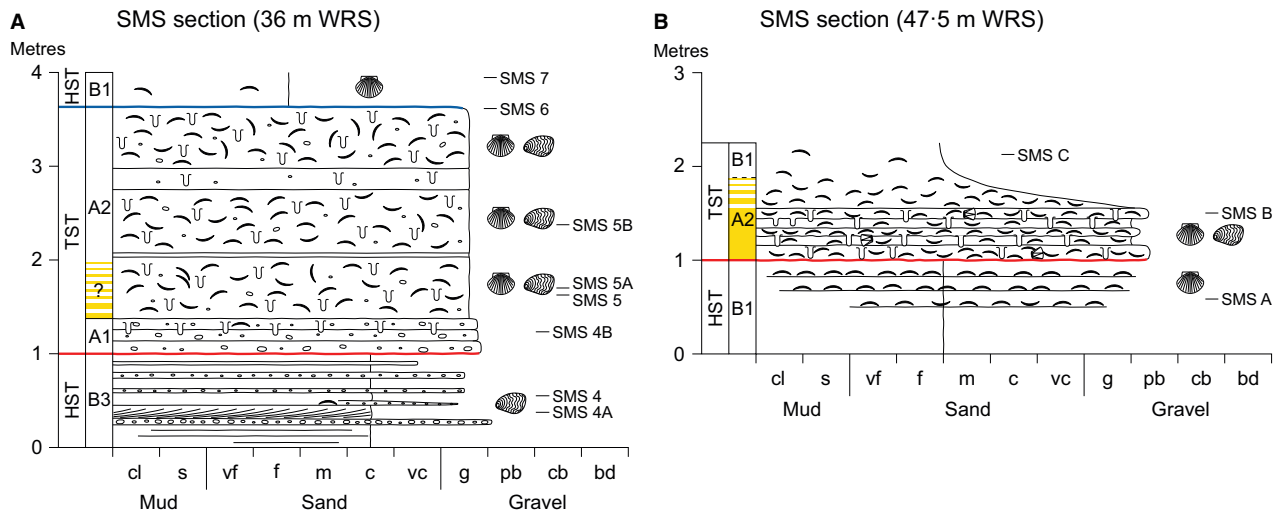 A
SMS section (36 m WRS)
Metres
4
3
2
1
0
HST
TST
HST
B1
A2
?
A1
B3
SMS 7
SMS 6
SMS 5B
SMS 5A
SMS 5
SMS 4B
SMS 4
SMS 4A
cl s vf f m c vc g pb cb bd
Mud Sand Gravel
B
SMS section (47·5 m WRS)
Metres
3
2
1
0
TST
HST
B1
A2
B1
SMS C
SMS B
SMS A
cl s vf f m c vc g pb cb bd
Mud Sand Gravel